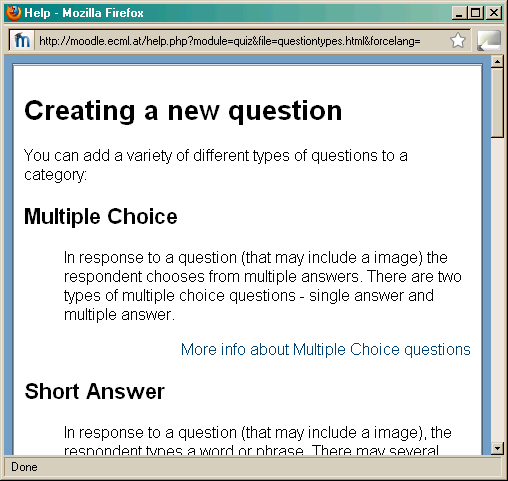 Help - Mozilla Firefox
http://moodle.ecml.at/help.php?module=quiz&file=questiontypes.html&forcelang=
Creating a new question
You can add a variety of different types of questions to a
category:
Multiple Choice
In response to a question (that may include a image) the
respondent chooses from multiple answers. There are two
types of multiple choice questions - single answer and
multiple answer.
More info about Multiple Choice questions
Short Answer
In response to a question (that may include a image), the
respondent types a word or phrase. There may several
Done